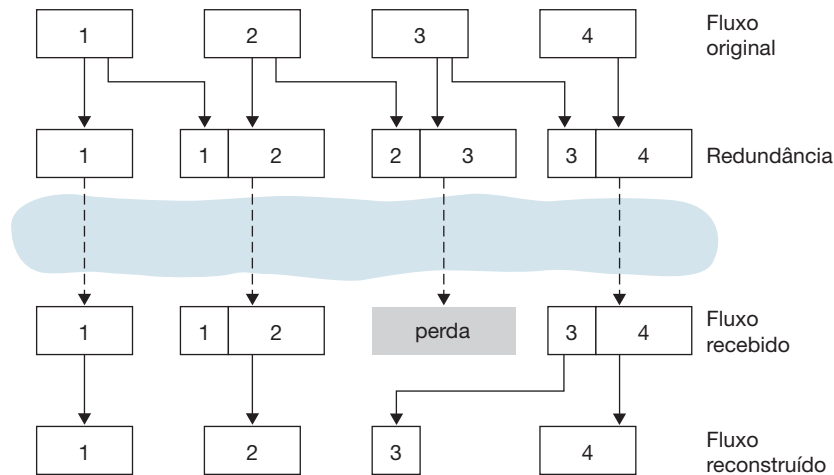 1 2 3 4 Fluxo
original
1 1 2 2 3 3 4 Redundância
1 1 2 perda 3 4 Fluxo
recebido
1 2 3 4 Fluxo
reconstruído